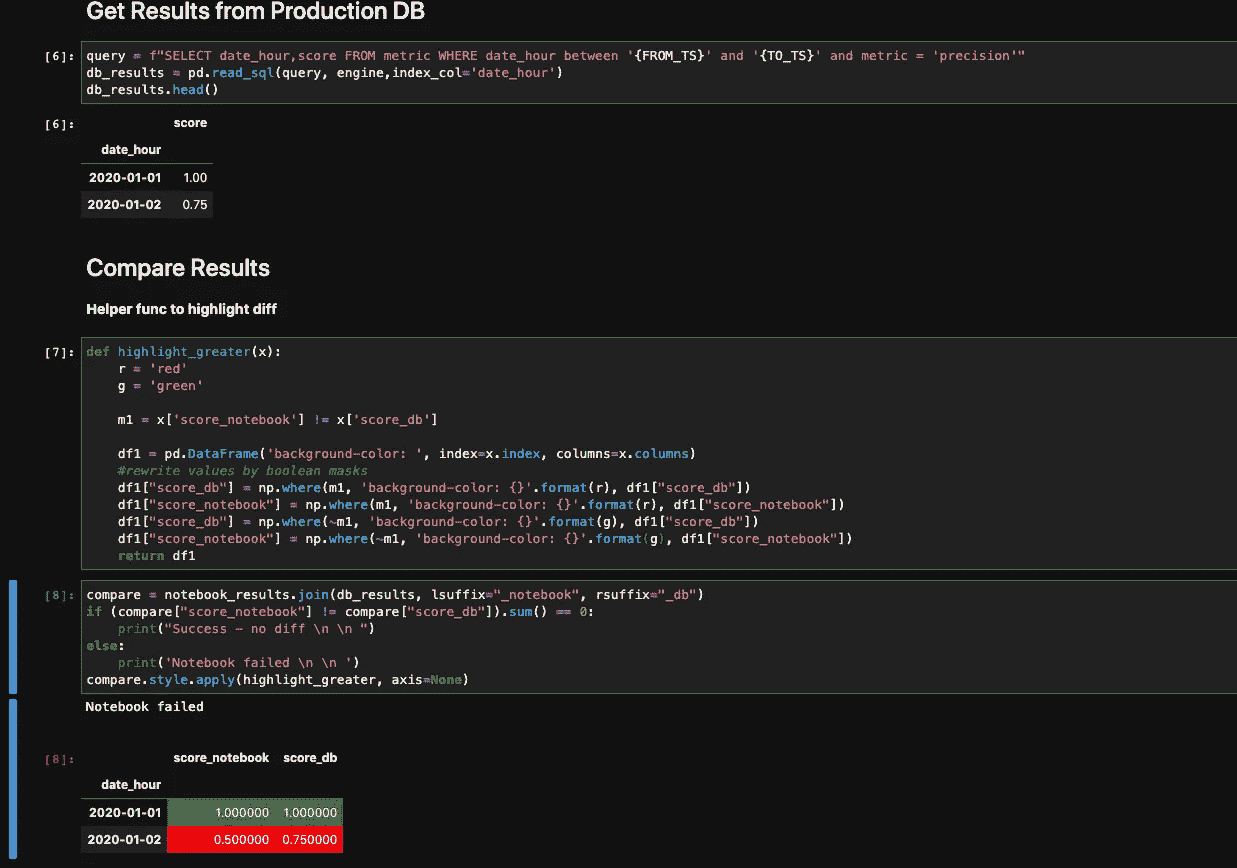 Get Results from Production DB
[6]: query = f"SELECT date_hour,score FROM metric WHERE date_hour between '{FROM_TS}' and '{TO_TS}' and metric = 'precision'"
db_results = pd.read_sql(query, engine,index_col='date_hour')
db_results.head()
[6]: score
date_hour
2020-01-01 1.00
2020-01-02 0.75
Compare Results
Helper func to highlight diff
[7]: def highlight_greater(x):
    r = 'red'
    g = 'green'
    m1 = x['score_notebook'] != x['score_db']
    df1 = pd.DataFrame('background-color: ', index=x.index, columns=x.columns)
    #rewrite values by boolean masks
    df1["score_db"] = np.where(m1, 'background-color: {}'.format(r), df1["score_db"])
    df1["score_notebook"] = np.where(m1, 'background-color: {}'.format(r), df1["score_notebook"])
    df1["score_db"] = np.where(~m1, 'background-color: {}'.format(g), df1["score_db"])
    df1["score_notebook"] = np.where(~m1, 'background-color: {}'.format(g), df1["score_notebook"])
    return df1
[8]: compare = notebook_results.join(db_results, lsuffix="_notebook", rsuffix="_db")
if (compare["score_notebook"] != compare["score_db"]).sum() == 0:
    print("Success - no diff \n \n ")
else:
    print('Notebook failed \n \n ')
compare.style.apply(highlight_greater, axis=None)
Notebook failed
[8]: score_notebook score_db
date_hour
2020-01-01 1.000000 1.000000
2020-01-02 0.500000 0.750000